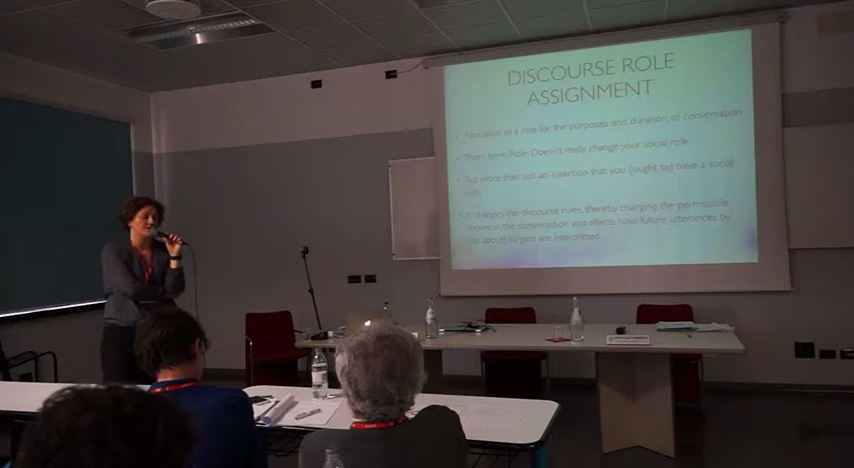 DISCOURSE ROLE
ASSIGNMENT
• Allocation of a role for the purposes, and duration, of conversation
• Short-term Role: Doesn't really change your social role.
• But more than just an assertion that you (ought to) have a social
role.
• It changes the discourse rules, thereby changing the permissible
moves in the conversation and affects how future utterances by
(or about) targets are interpreted.